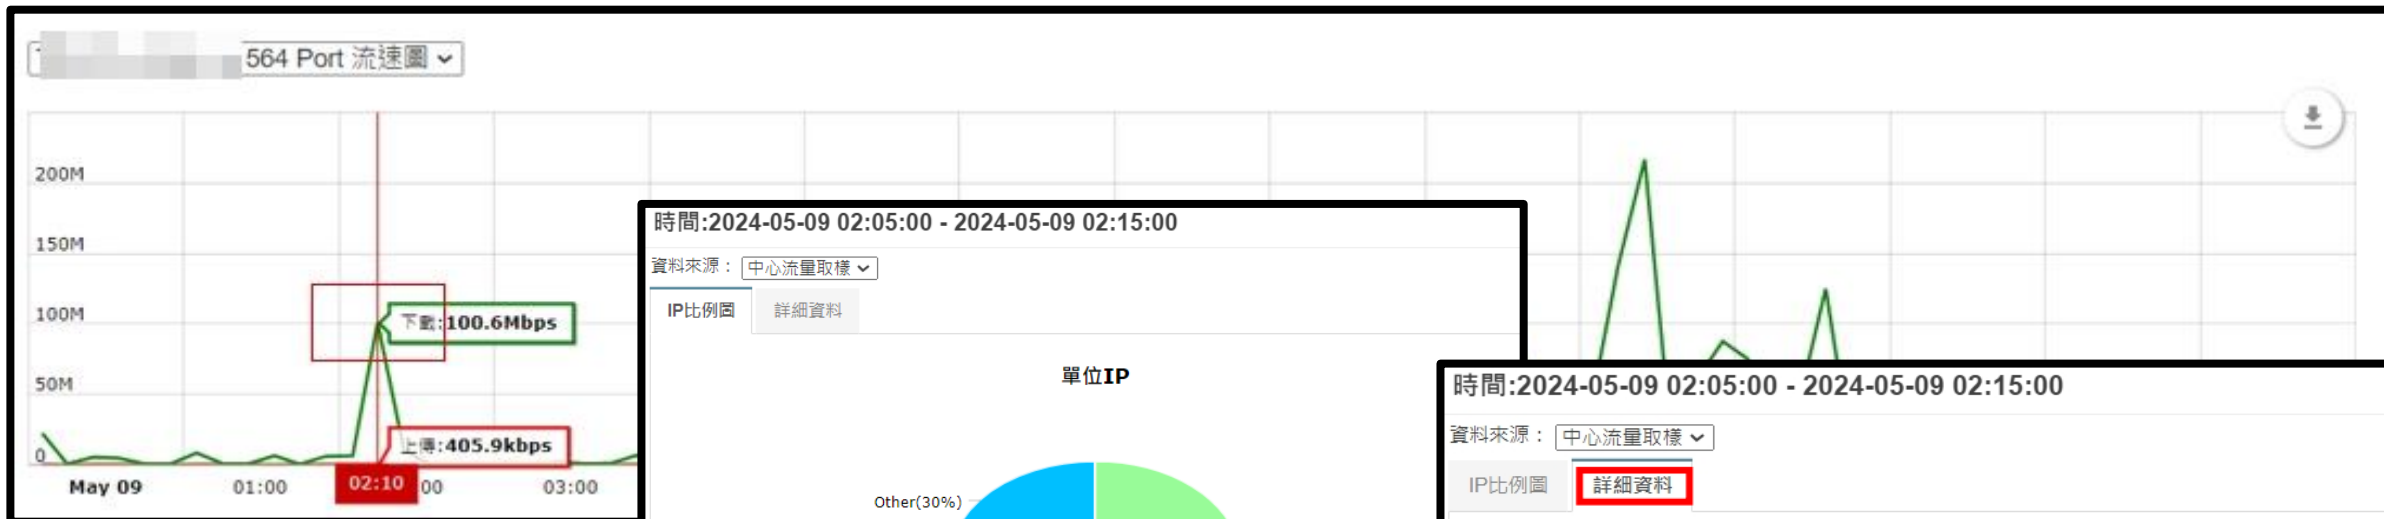 564 Port 流速圖
200M
150M
100M
50M
0
下載:100.6Mbps
上傳:405.9kbps
May 09
01:00
02:10
00
03:00
時間:2024-05-09 02:05:00 - 2024-05-09 02:15:00
資料來源：
中心流量取樣
IP比例圖
詳細資料
單位IP
Other(30%)
時間:2024-05-09 02:05:00 - 2024-05-09 02:15:00
資料來源：
中心流量取樣
IP比例圖
詳細資料